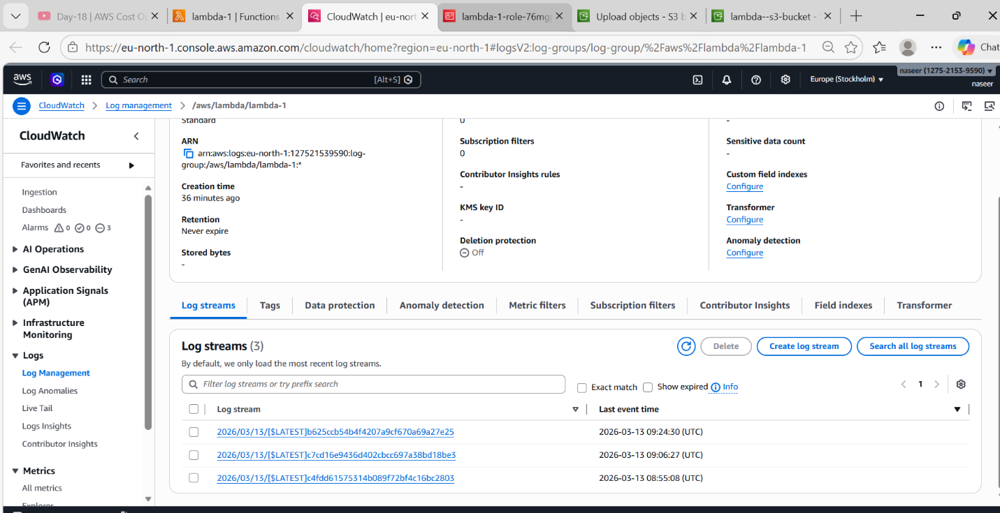 Day-18 | AWS Cost Op
lambda-1 | Functions
CloudWatch | eu-nort
lambda-1-role-76mg
Upload objects - S3 b
lambda--s3-bucket -
https://eu-north-1.console.aws.amazon.com/cloudwatch/home?region=eu-north-1#logsV2:log-groups/log-group/%2Faws%2Flambda%2Flambda-1
Chat
aws
Search
[Alt+S]
Europe (Stockholm)
naseer (1275-2153-9590)
naseer
CloudWatch
Log management
/aws/lambda/lambda-1
CloudWatch
Favorites and recents
Ingestion
Dashboards
Alarms 0 0 3
AI Operations
GenAI Observability
Application Signals
(APM)
Infrastructure
Monitoring
Logs
Log Management
Log Anomalies
Live Tail
Logs Insights
Contributor Insights
Metrics
All metrics
Explorer
Standard
ARN
arn:aws:logs:eu-north-1:127521539590:log-
group:/aws/lambda/lambda-1:*
Creation time
36 minutes ago
Retention
Never expire
Stored bytes
-
0
Subscription filters
0
Contributor Insights rules
-
KMS key ID
-
Deletion protection
Off
-
Sensitive data count
-
Custom field indexes
Configure
Transformer
Configure
Anomaly detection
Configure
Log streams
Tags
Data protection
Anomaly detection
Metric filters
Subscription filters
Contributor Insights
Field indexes
Transformer
Log streams (3)
Delete
Create log stream
Search all log streams
By default, we only load the most recent log streams.
Filter log streams or try prefix search
Exact match
Show expired
Info
1
Log stream
Last event time
2026/03/13/[$LATEST]b625ccb54b4f4207a9cf670a69a27e25
2026-03-13 09:24:30 (UTC)
2026/03/13/[$LATEST]c7cd16e9436d402cbcc697a38bd18be3
2026-03-13 09:06:27 (UTC)
2026/03/13/[$LATEST]c4fdd61575314b089f72bf4c16bc2803
2026-03-13 08:55:08 (UTC)